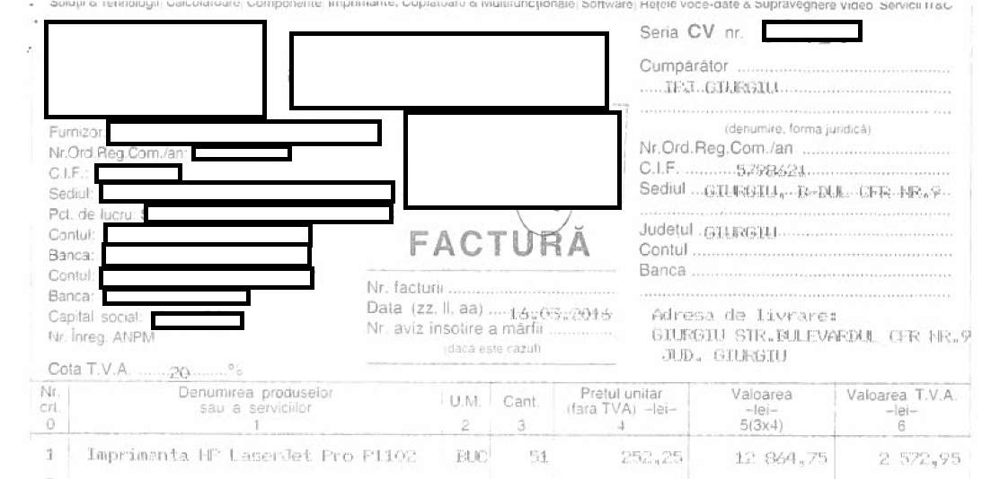 Soluții & Tehnologii| Calculatoare, Componente, Imprimante, Copiatoare & Multifuncționale| Software| Rețele voce-date & Supraveghere video Servicii IT&C
Seria CV nr.
Cumpărător
IPJ GIURGIU
(denumire, forma juridică)
Furnizor:
Nr.Ord.Reg.Com./an:
C.I.F.:
Sediul:
Pct. de lucru:
Contul:
Banca:
Contul:
Banca:
Capital social:
Nr. Înreg. ANPM
Cota T.V.A. 20 %
FACTURĂ
Nr. facturii
Data (zz. ll. aa) 16.03.2016
Nr. aviz insotire a mărfii
(dacă este cazul)
Nr.Ord.Reg.Com./an
C.I.F. 5798621
Sediul GIURGIU, B-DUL CFR NR.9
Județul GIURGIU
Contul
Banca
Adresa de livrare:
GIURGIU STR.BULEVARDUL CFR NR.9
JUD. GIURGIU
Nr. crt. Denumirea produselor sau a serviciilor U.M. Cant. Prețul unitar (fară TVA) -lei- Valoarea -lei- Valoarea T.V.A. -lei-
0 1 2 3 4 5(3x4) 6
1 Imprimanta HP LaserJet Pro P1102 BUC 51 252,25 12 864,75 2 572,95